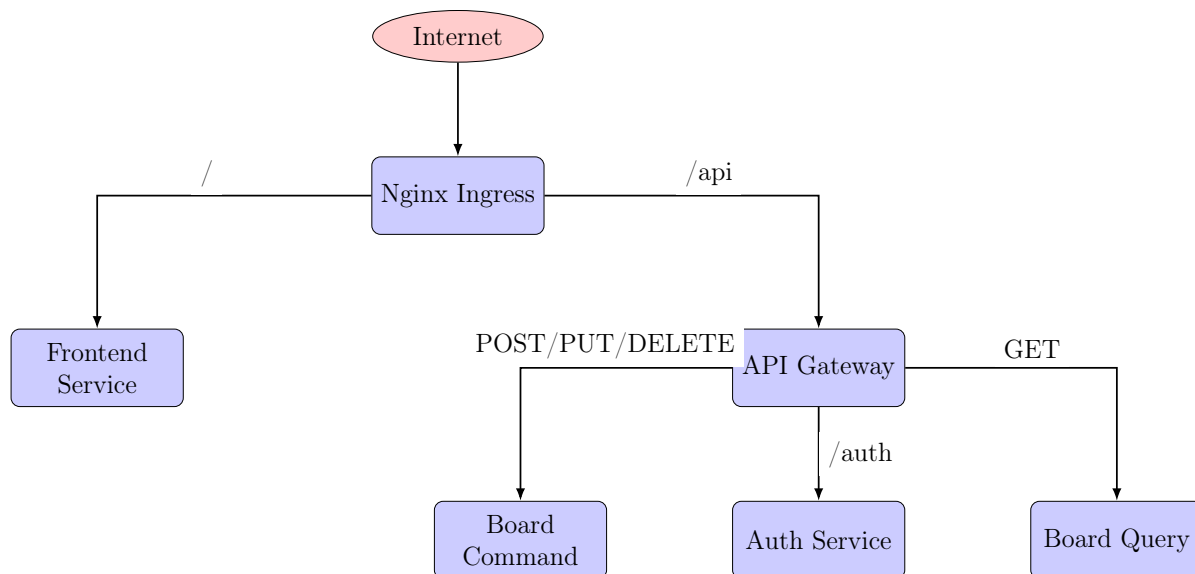 Internet
/
/api
Nginx Ingress
POST/PUT/DELETE
GET
Frontend
Service
API Gateway
/auth
Board
Command
Auth Service
Board Query